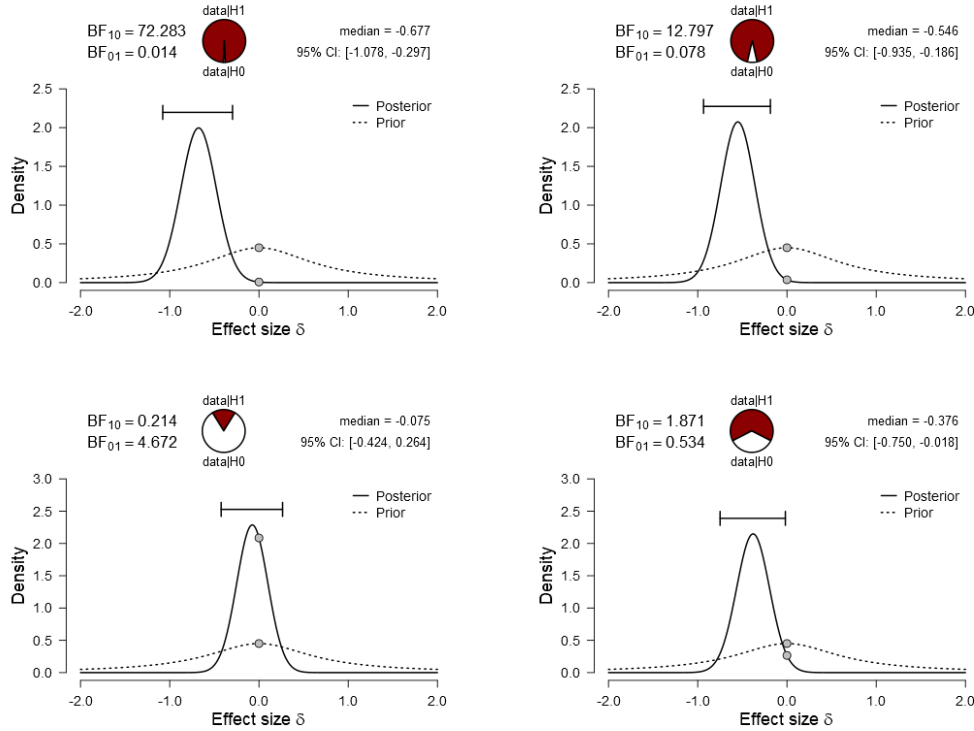 data|H1
BF10 = 72.283
median = -0.677
BF01 = 0.014
95% CI: [-1.078, -0.297]
data|H0
2.5
2.0
1.5
1.0
0.5
0.0
Density
Posterior
Prior
-2.0 -1.0 0.0 1.0 2.0
Effect size δ
data|H1
BF10 = 12.797
median = -0.546
BF01 = 0.078
95% CI: [-0.935, -0.186]
data|H0
2.5
2.0
1.5
1.0
0.5
0.0
Density
Posterior
Prior
-2.0 -1.0 0.0 1.0 2.0
Effect size δ
data|H1
BF10 = 0.214
median = -0.075
BF01 = 4.672
95% CI: [-0.424, 0.264]
data|H0
3.0
2.5
2.0
1.5
1.0
0.5
0.0
Density
Posterior
Prior
-2.0 -1.0 0.0 1.0 2.0
Effect size δ
data|H1
BF10 = 1.871
median = -0.376
BF01 = 0.534
95% CI: [-0.750, -0.018]
data|H0
3.0
2.5
2.0
1.5
1.0
0.5
0.0
Density
Posterior
Prior
-2.0 -1.0 0.0 1.0 2.0
Effect size δ